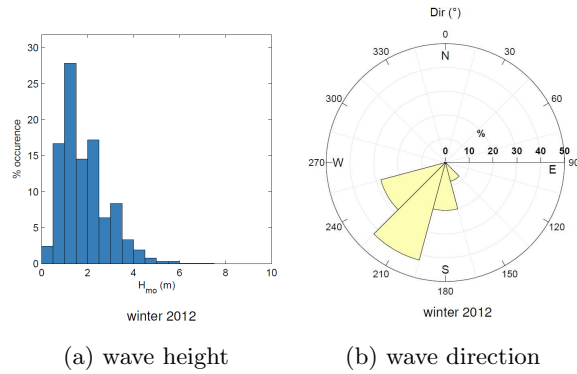 Dir (°)
0
N
330
30
300
60
%
0 10 20 30 40 50
270 W
E 90
240
120
210
150
S
180
winter 2012
30
25
20
15
10
5
0
% occurence
0 2 4 6 8 10
Hmo (m)
winter 2012
(a) wave height
(b) wave direction